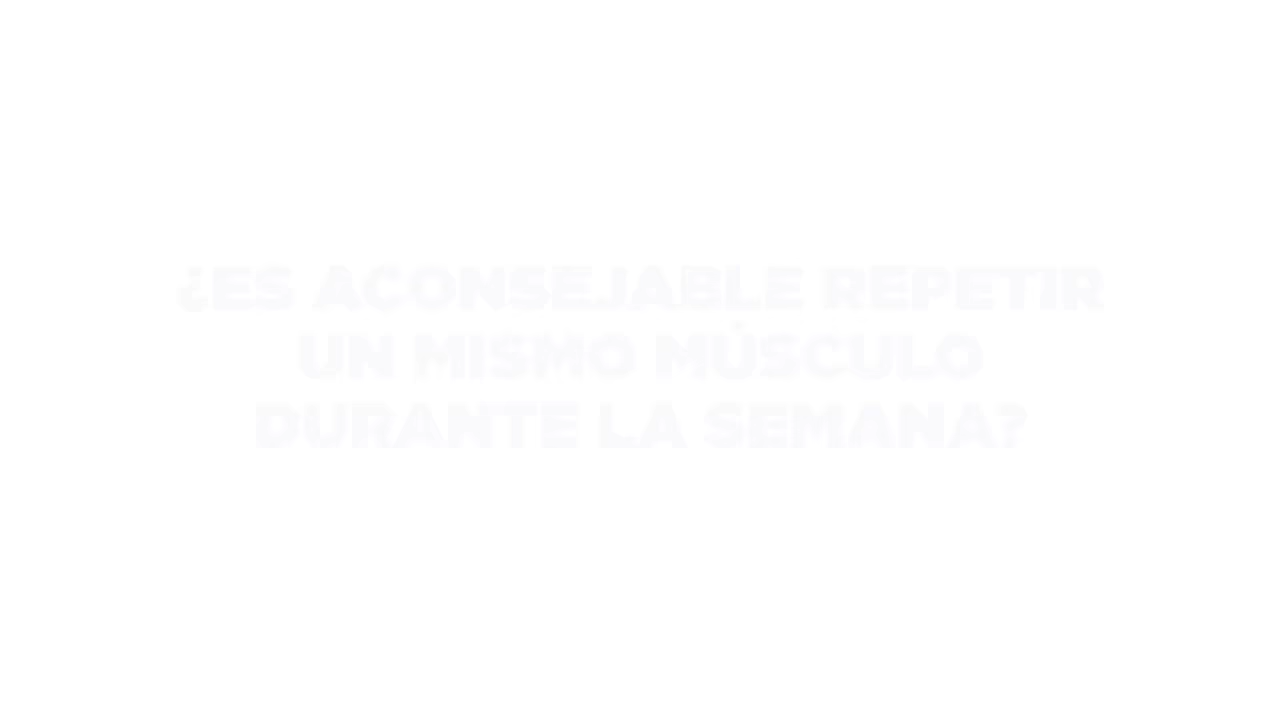 ¿ES ACONSEJABLE REPETIR
UN MISMO MÚSCULO
DURANTE LA SEMANA?